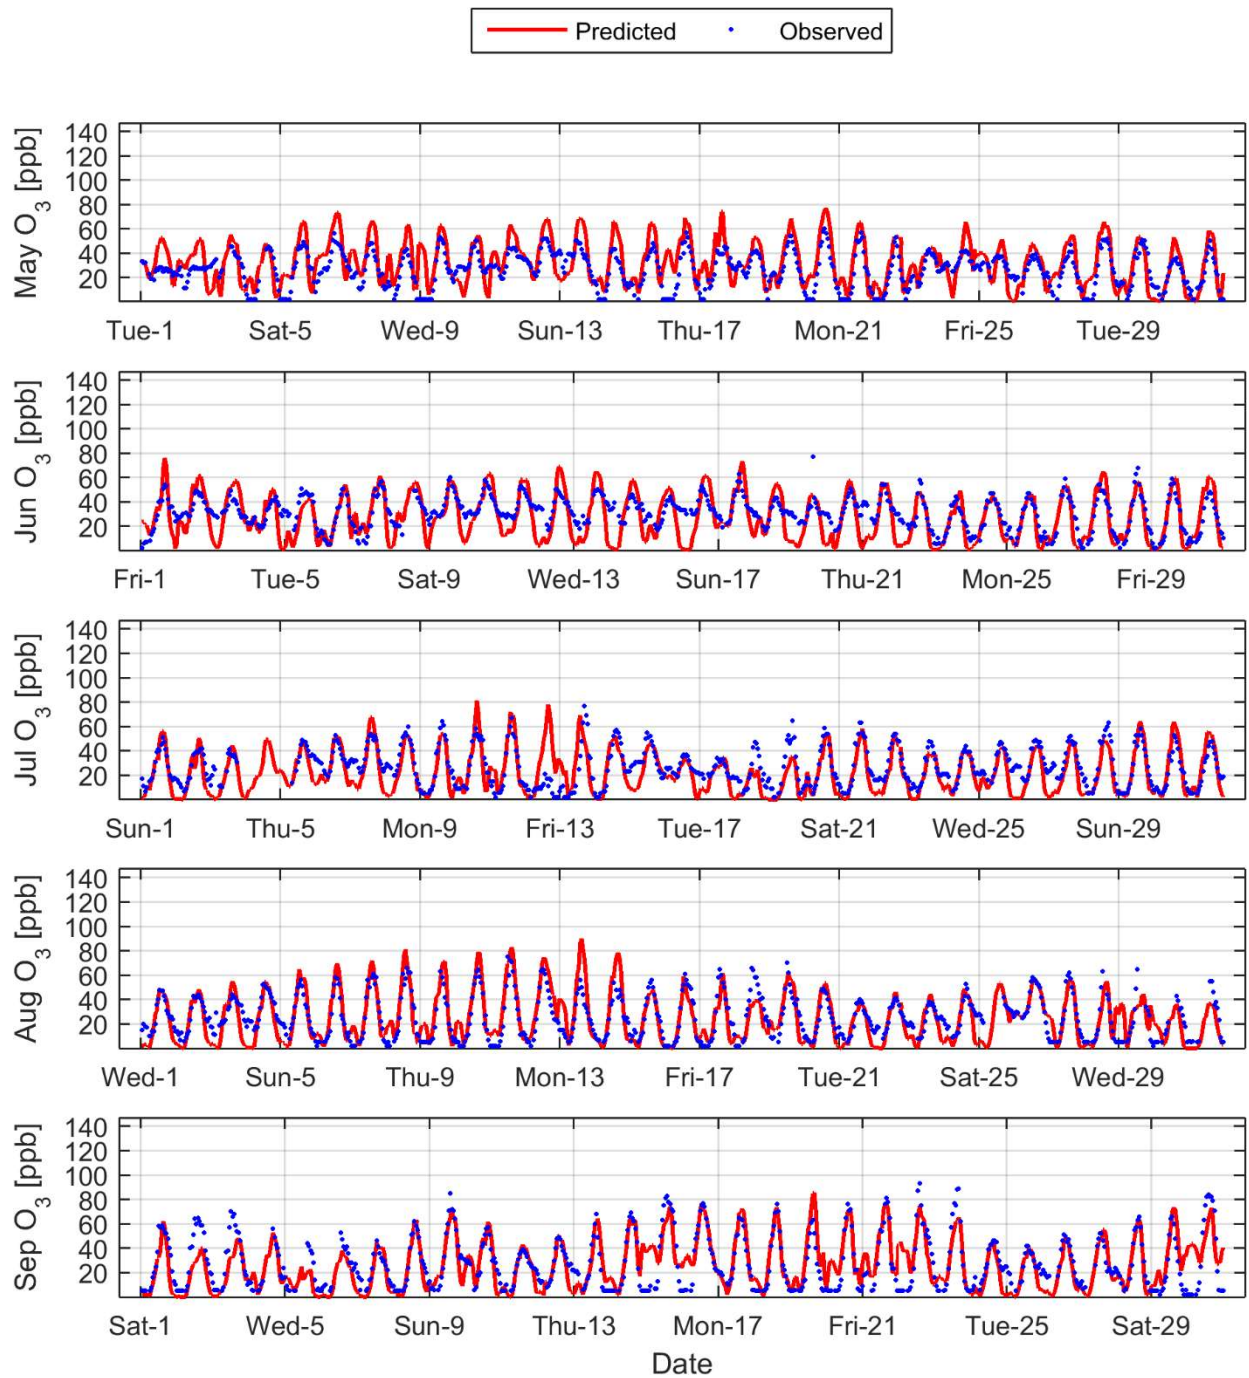 Predicted Observed
May O3 [ppb]
140
120
100
80
60
40
20
Tue-1 Sat-5 Wed-9 Sun-13 Thu-17 Mon-21 Fri-25 Tue-29
Jun O3 [ppb]
140
120
100
80
60
40
20
Fri-1 Tue-5 Sat-9 Wed-13 Sun-17 Thu-21 Mon-25 Fri-29
Jul O3 [ppb]
140
120
100
80
60
40
20
Sun-1 Thu-5 Mon-9 Fri-13 Tue-17 Sat-21 Wed-25 Sun-29
Aug O3 [ppb]
140
120
100
80
60
40
20
Wed-1 Sun-5 Thu-9 Mon-13 Fri-17 Tue-21 Sat-25 Wed-29
Sep O3 [ppb]
140
120
100
80
60
40
20
Sat-1 Wed-5 Sun-9 Thu-13 Mon-17 Fri-21 Tue-25 Sat-29
Date